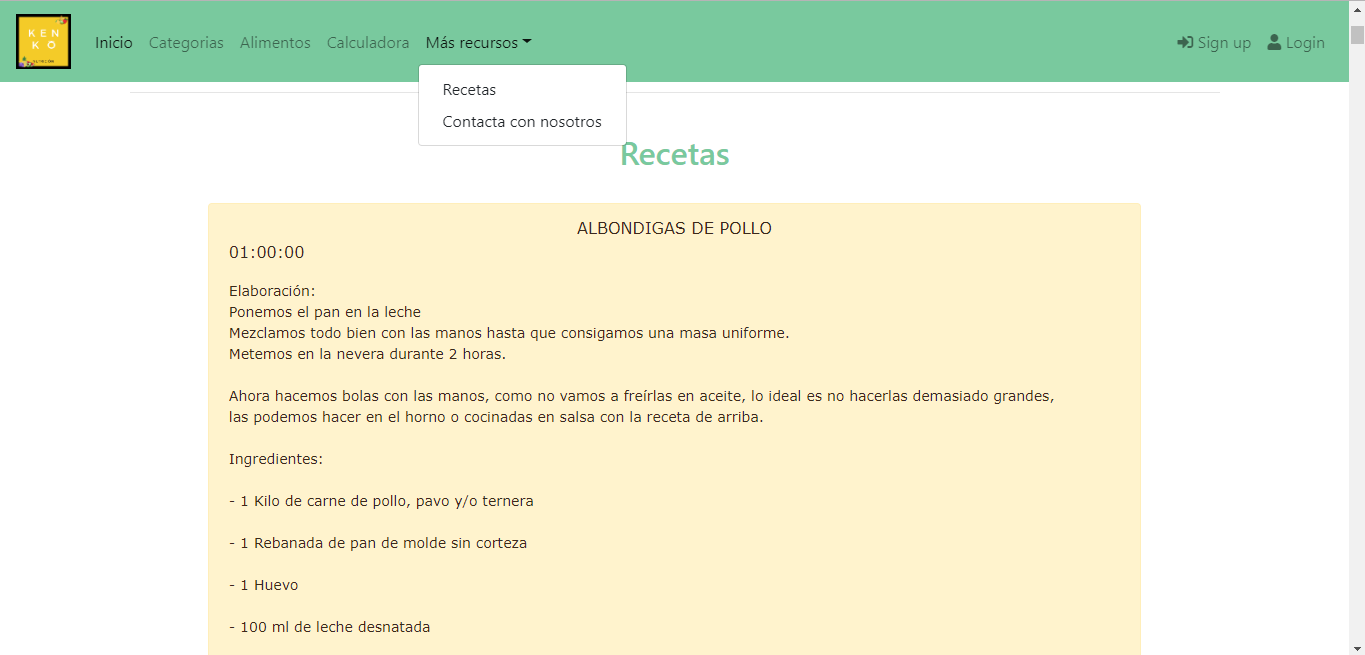 KEN
KO
Inicio Categorias Alimentos Calculadora Más recursos Sign up Login
Recetas
Contacta con nosotros
Recetas
ALBONDIGAS DE POLLO
01:00:00
Elaboración:
Ponemos el pan en la leche
Mezclamos todo bien con las manos hasta que consigamos una masa uniforme.
Metemos en la nevera durante 2 horas.
Ahora hacemos bolas con las manos, como no vamos a freírlas en aceite, lo ideal es no hacerlas demasiado grandes,
las podemos hacer en el horno o cocinadas en salsa con la receta de arriba.
Ingredientes:
- 1 Kilo de carne de pollo, pavo y/o ternera
- 1 Rebanada de pan de molde sin corteza
- 1 Huevo
- 100 ml de leche desnatada